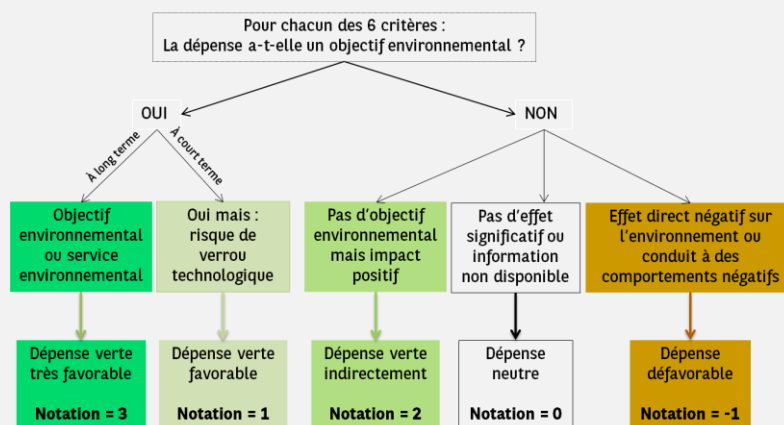 Pour chacun des 6 critères :
La dépense a-t-elle un objectif environnemental ?
OUI
NON
À long terme
À court terme
Objectif
environnemental
ou service
environnemental
Oui mais :
risque de
verrou
technologique
Pas d'objectif
environnemental
mais impact
positif
Pas d'effet
significatif ou
information
non disponible
Effet direct négatif sur
l'environnement ou
conduit à des
comportements négatifs
Dépense verte
très favorable
Notation = 3
Dépense verte
favorable
Notation = 1
Dépense verte
indirectement
Notation = 2
Dépense
neutre
Notation = 0
Dépense
défavorable
Notation = -1